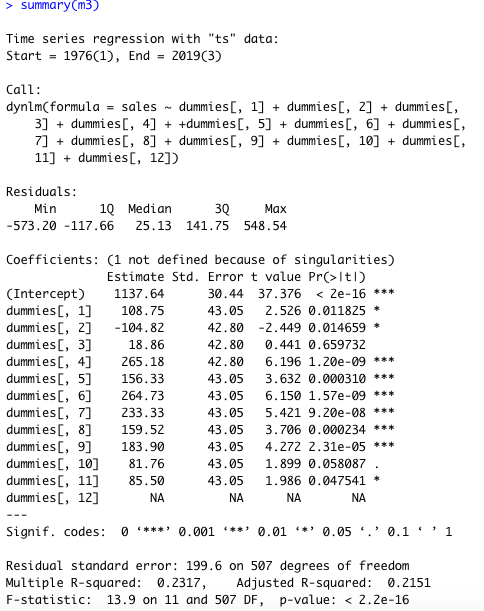 > summary(m3)
Time series regression with "ts" data:
Start = 1976(1), End = 2019(3)
Call:
dynlm(formula = sales ~ dummies[, 1] + dummies[, 2] + dummies[,
    3] + dummies[, 4] + +dummies[, 5] + dummies[, 6] + dummies[,
    7] + dummies[, 8] + dummies[, 9] + dummies[, 10] + dummies[,
    11] + dummies[, 12])
Residuals:
    Min      1Q  Median      3Q     Max
-573.20 -117.66   25.13  141.75  548.54
Coefficients: (1 not defined because of singularities)
              Estimate Std. Error t value Pr(>|t|)
(Intercept)    1137.64      30.44  37.376  < 2e-16 ***
dummies[, 1]    108.75      43.05   2.526 0.011825 *
dummies[, 2]   -104.82      42.80  -2.449 0.014659 *
dummies[, 3]     18.86      42.80   0.441 0.659732
dummies[, 4]    265.18      42.80   6.196 1.20e-09 ***
dummies[, 5]    156.33      43.05   3.632 0.000310 ***
dummies[, 6]    264.73      43.05   6.150 1.57e-09 ***
dummies[, 7]    233.33      43.05   5.421 9.20e-08 ***
dummies[, 8]    159.52      43.05   3.706 0.000234 ***
dummies[, 9]    183.90      43.05   4.272 2.31e-05 ***
dummies[, 10]    81.76      43.05   1.899 0.058087 .
dummies[, 11]    85.50      43.05   1.986 0.047541 *
dummies[, 12]       NA         NA      NA       NA
---
Signif. codes:  0 ‘***’ 0.001 ‘**’ 0.01 ‘*’ 0.05 ‘.’ 0.1 ‘ ’ 1
Residual standard error: 199.6 on 507 degrees of freedom
Multiple R-squared:  0.2317,    Adjusted R-squared:  0.2151
F-statistic:  13.9 on 11 and 507 DF,  p-value: < 2.2e-16